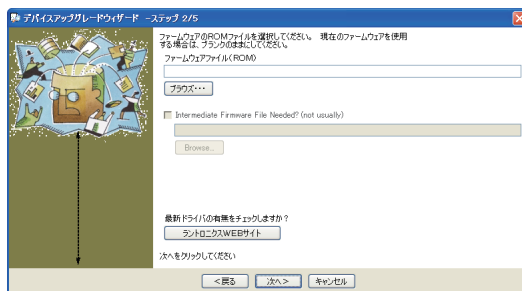 デバイスアップグレードウィザード -ステップ 2/5
ファームウェアのROMファイルを選択してください。 現在のファームウェアを使用
する場合は、ブランクのままにしてください。
ファームウェアファイル(ROM)
ブラウズ・・・
Intermediate Firmware File Needed? (not usually)
Browse...
最新ドライバの有無をチェックしますか？
ラントロニクスWEBサイト
次へをクリックしてください
<戻る
次へ>
キャンセル